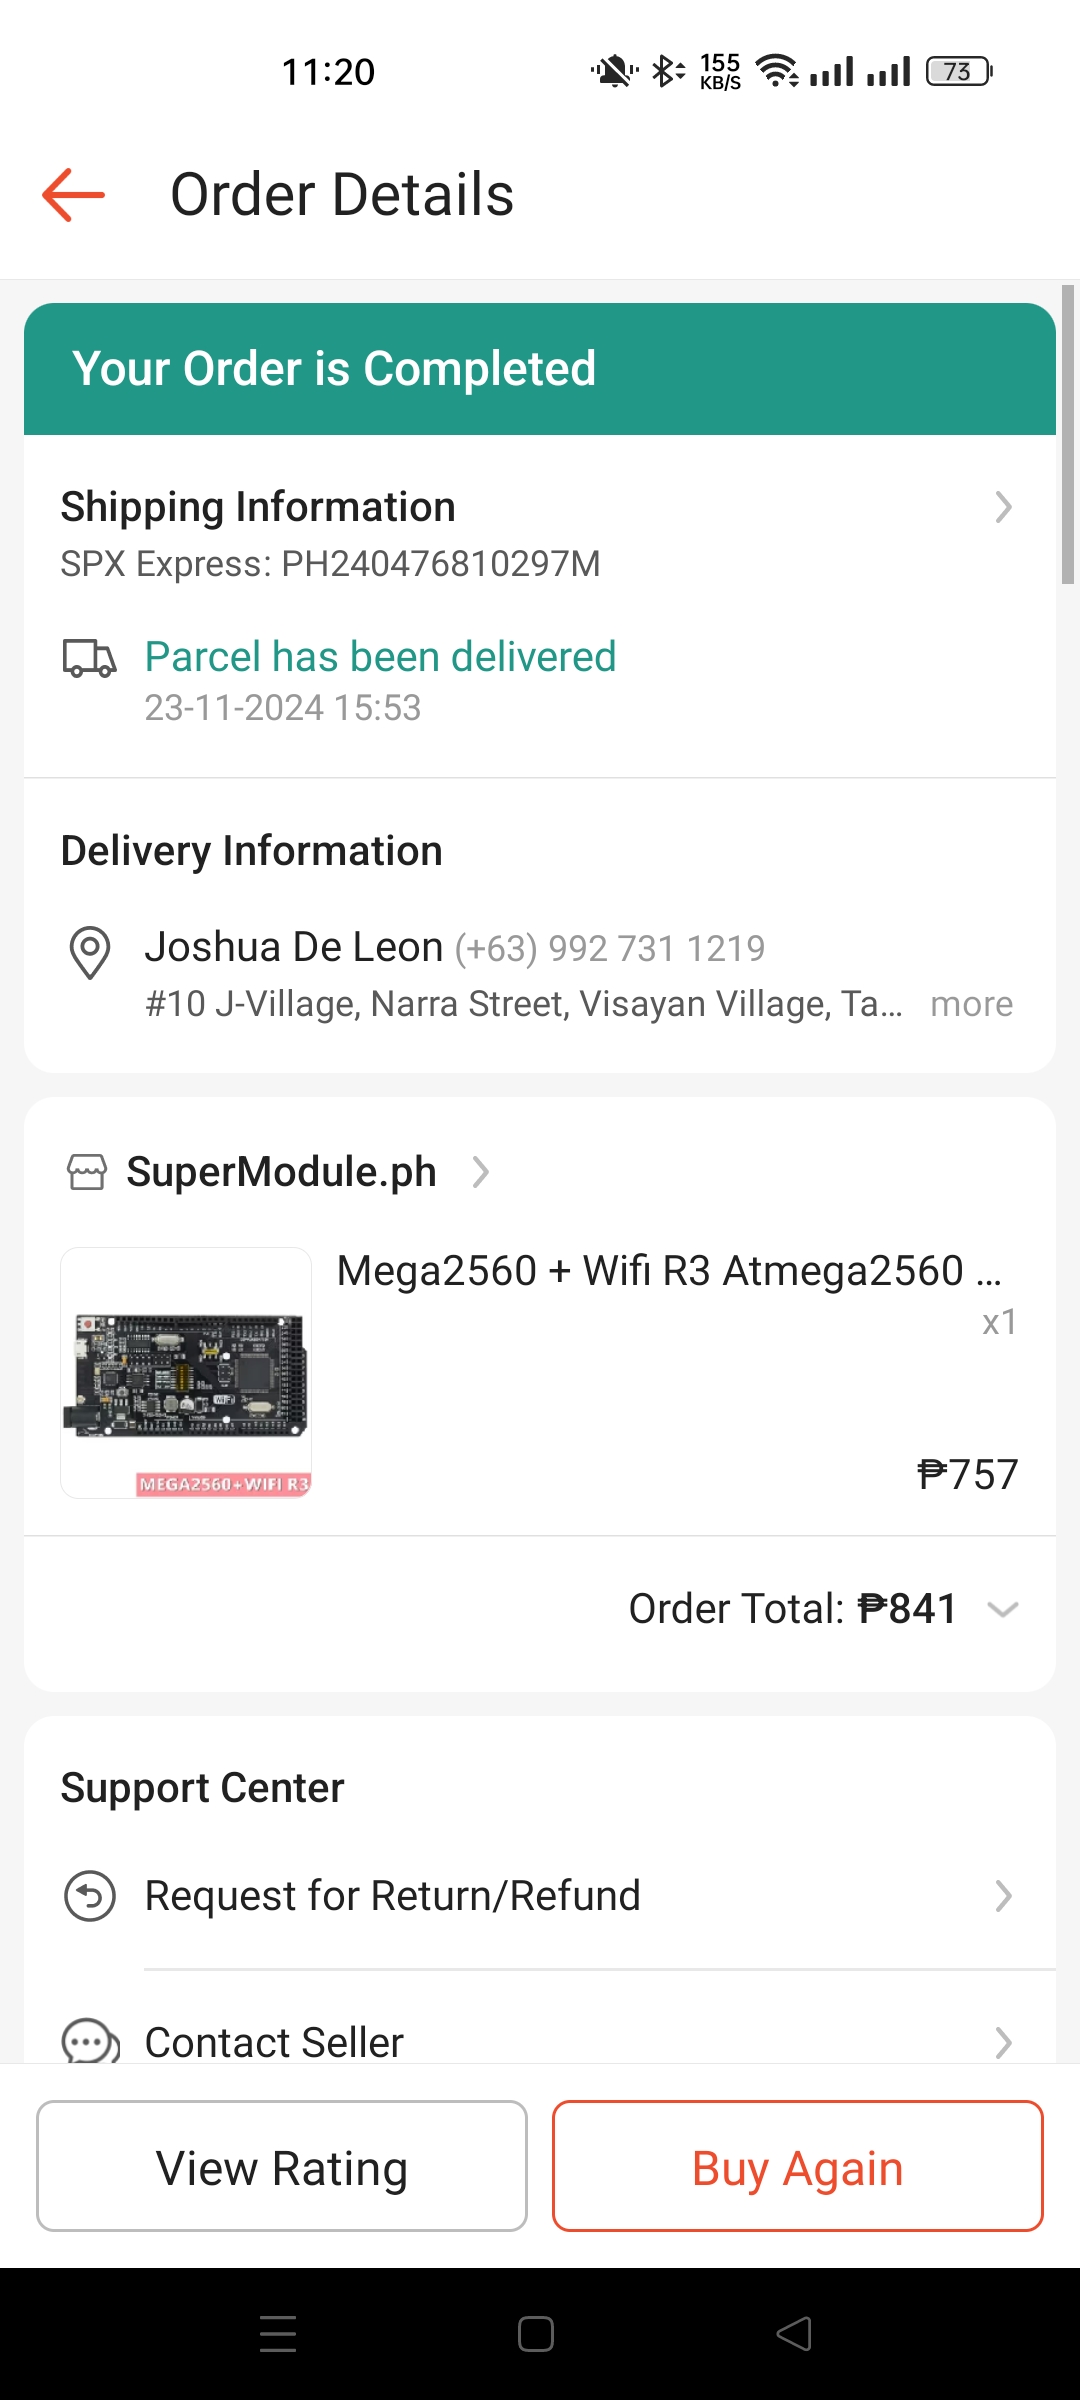 11:20
155
KB/S
73
Order Details
Your Order is Completed
Shipping Information
SPX Express: PH240476810297M
Parcel has been delivered
23-11-2024 15:53
Delivery Information
Joshua De Leon (+63) 992 731 1219
#10 J-Village, Narra Street, Visayan Village, Ta... more
SuperModule.ph
Mega2560 + Wifi R3 Atmega2560 ...
x1
MEGA2560+WIFI R3
₱757
Order Total: ₱841
Support Center
Request for Return/Refund
Contact Seller
View Rating
Buy Again